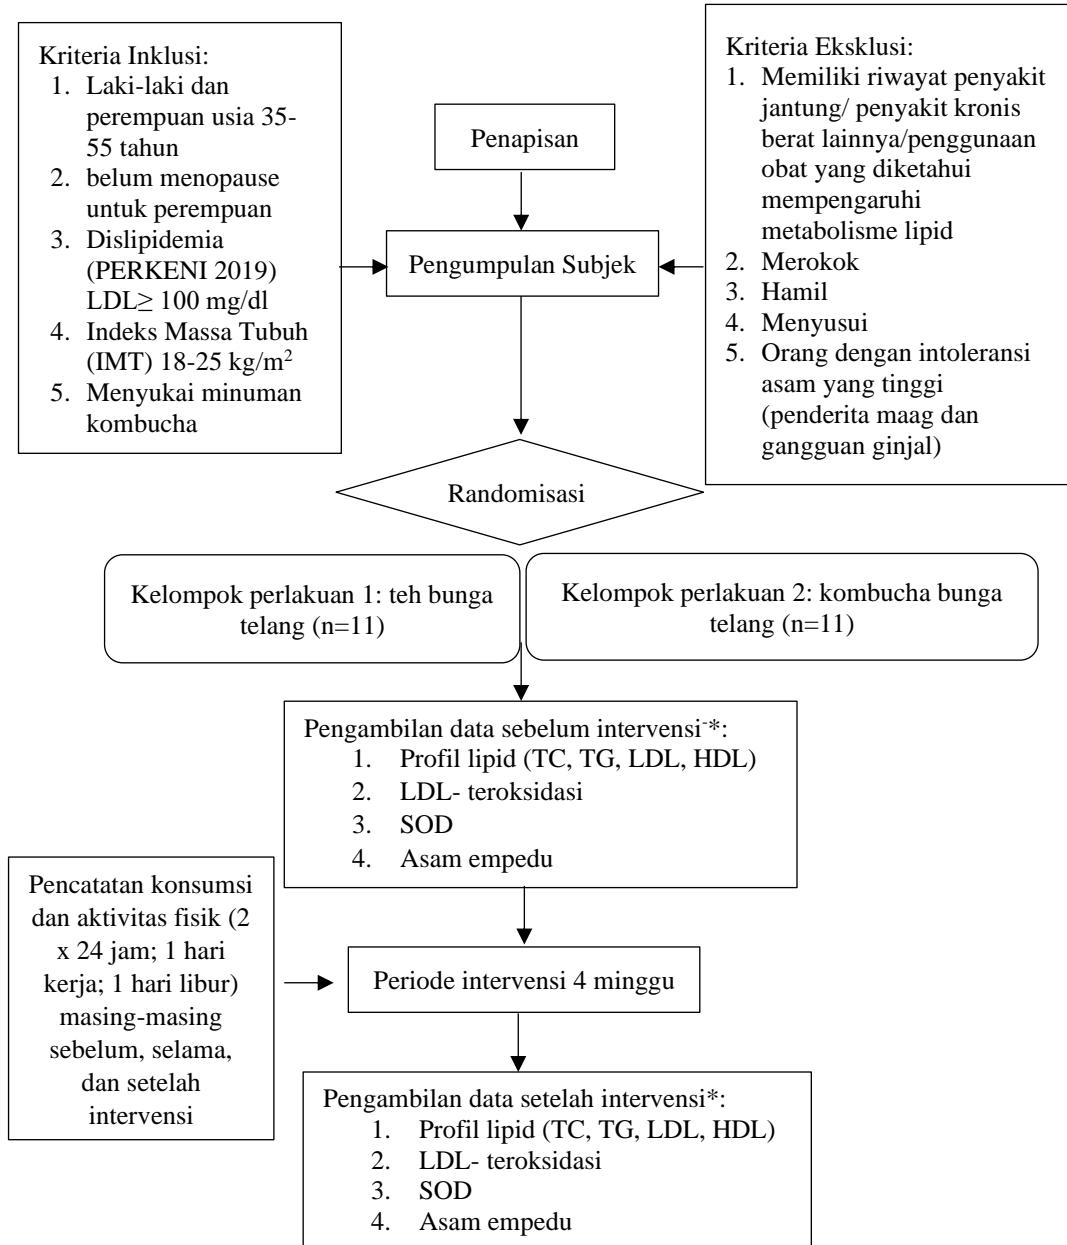 Kriteria Inklusi:
1. Laki-laki dan
perempuan usia 35-
55 tahun
2. belum menopause
untuk perempuan
3. Dislipidemia
(PERKENI 2019)
LDL≥ 100 mg/dl
4. Indeks Massa Tubuh
(IMT) 18-25 kg/m²
5. Menyukai minuman
kombucha
Penapisan
Pengumpulan Subjek
Kriteria Eksklusi:
1. Memiliki riwayat penyakit
jantung/ penyakit kronis
berat lainnya/penggunaan
obat yang diketahui
mempengaruhi
metabolisme lipid
2. Merokok
3. Hamil
4. Menyusui
5. Orang dengan intoleransi
asam yang tinggi
(penderita maag dan
gangguan ginjal)
Randomisasi
Kelompok perlakuan 1: teh bunga
telang (n=11)
Kelompok perlakuan 2: kombucha bunga
telang (n=11)
Pengambilan data sebelum intervensi⁻*:
1. Profil lipid (TC, TG, LDL, HDL)
2. LDL- teroksidasi
3. SOD
4. Asam empedu
Pencatatan konsumsi
dan aktivitas fisik (2
x 24 jam; 1 hari
kerja; 1 hari libur)
masing-masing
sebelum, selama,
dan setelah
intervensi
Periode intervensi 4 minggu
Pengambilan data setelah intervensi*:
1. Profil lipid (TC, TG, LDL, HDL)
2. LDL- teroksidasi
3. SOD
4. Asam empedu